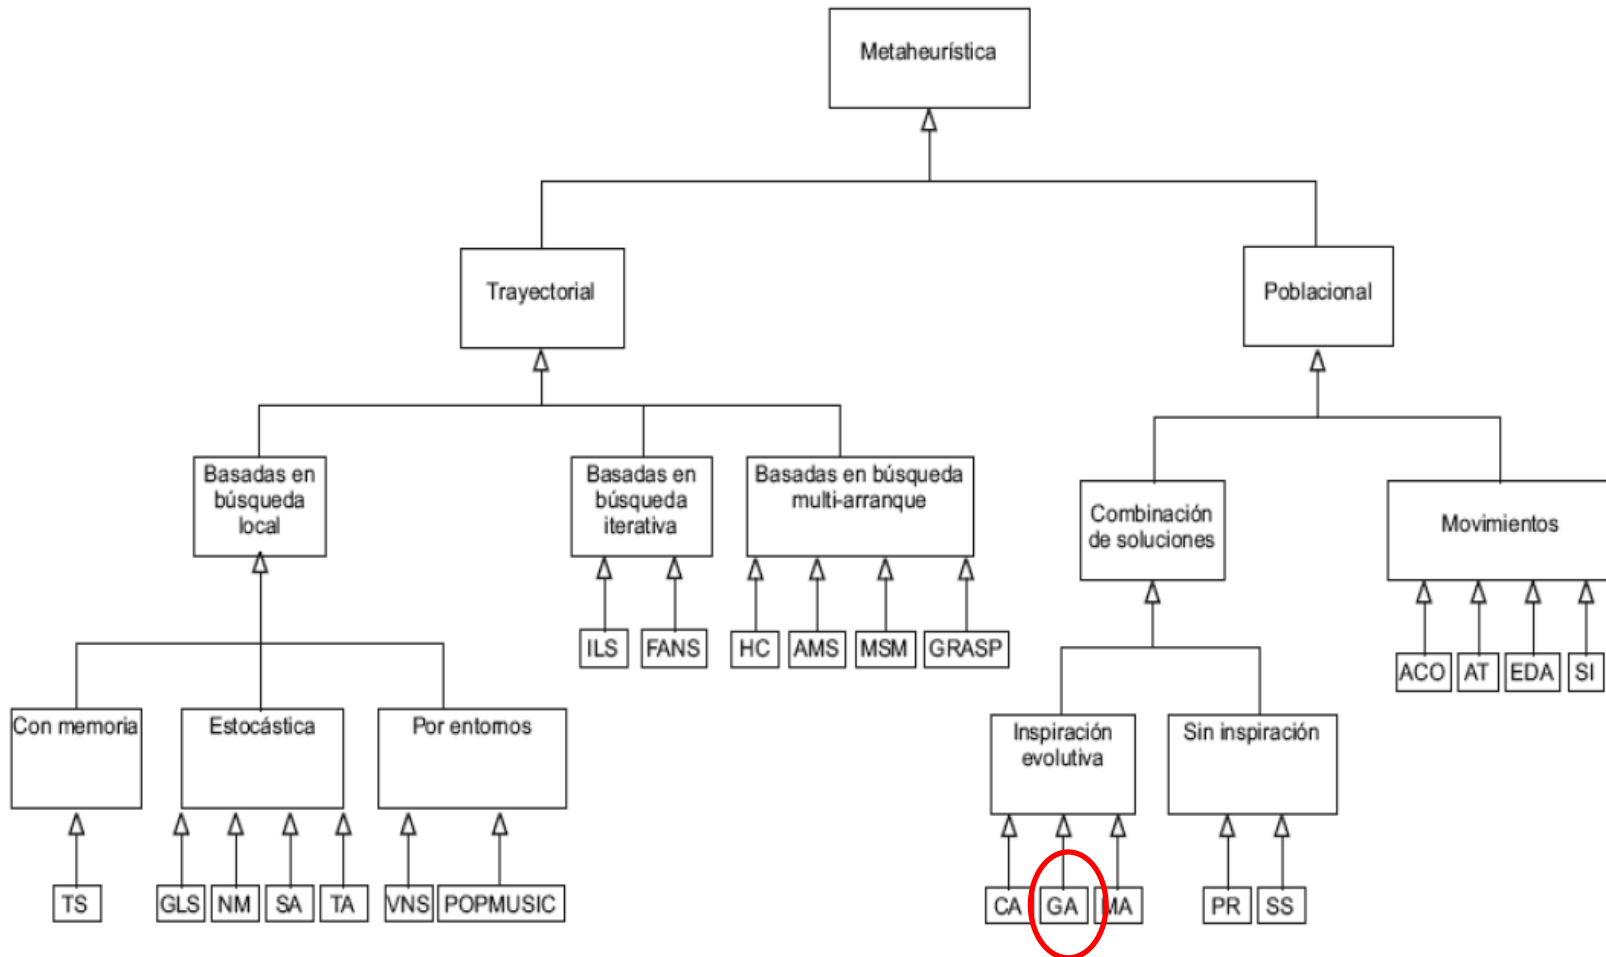 Metaheurística
Trayectorial
Poblacional
Basadas en
búsqueda
local
Basadas en
búsqueda
iterativa
Basadas en búsqueda
multi-arranque
Combinación
de soluciones
Movimientos
ILS
FANS
HC
AMS
MSM
GRASP
ACO
AT
EDA
SI
Con memoria
Estocástica
Por entornos
Inspiración
evolutiva
Sin inspiración
TS
GLS
NM
SA
TA
VNS
POPMUSIC
CA
GA
MA
PR
SS